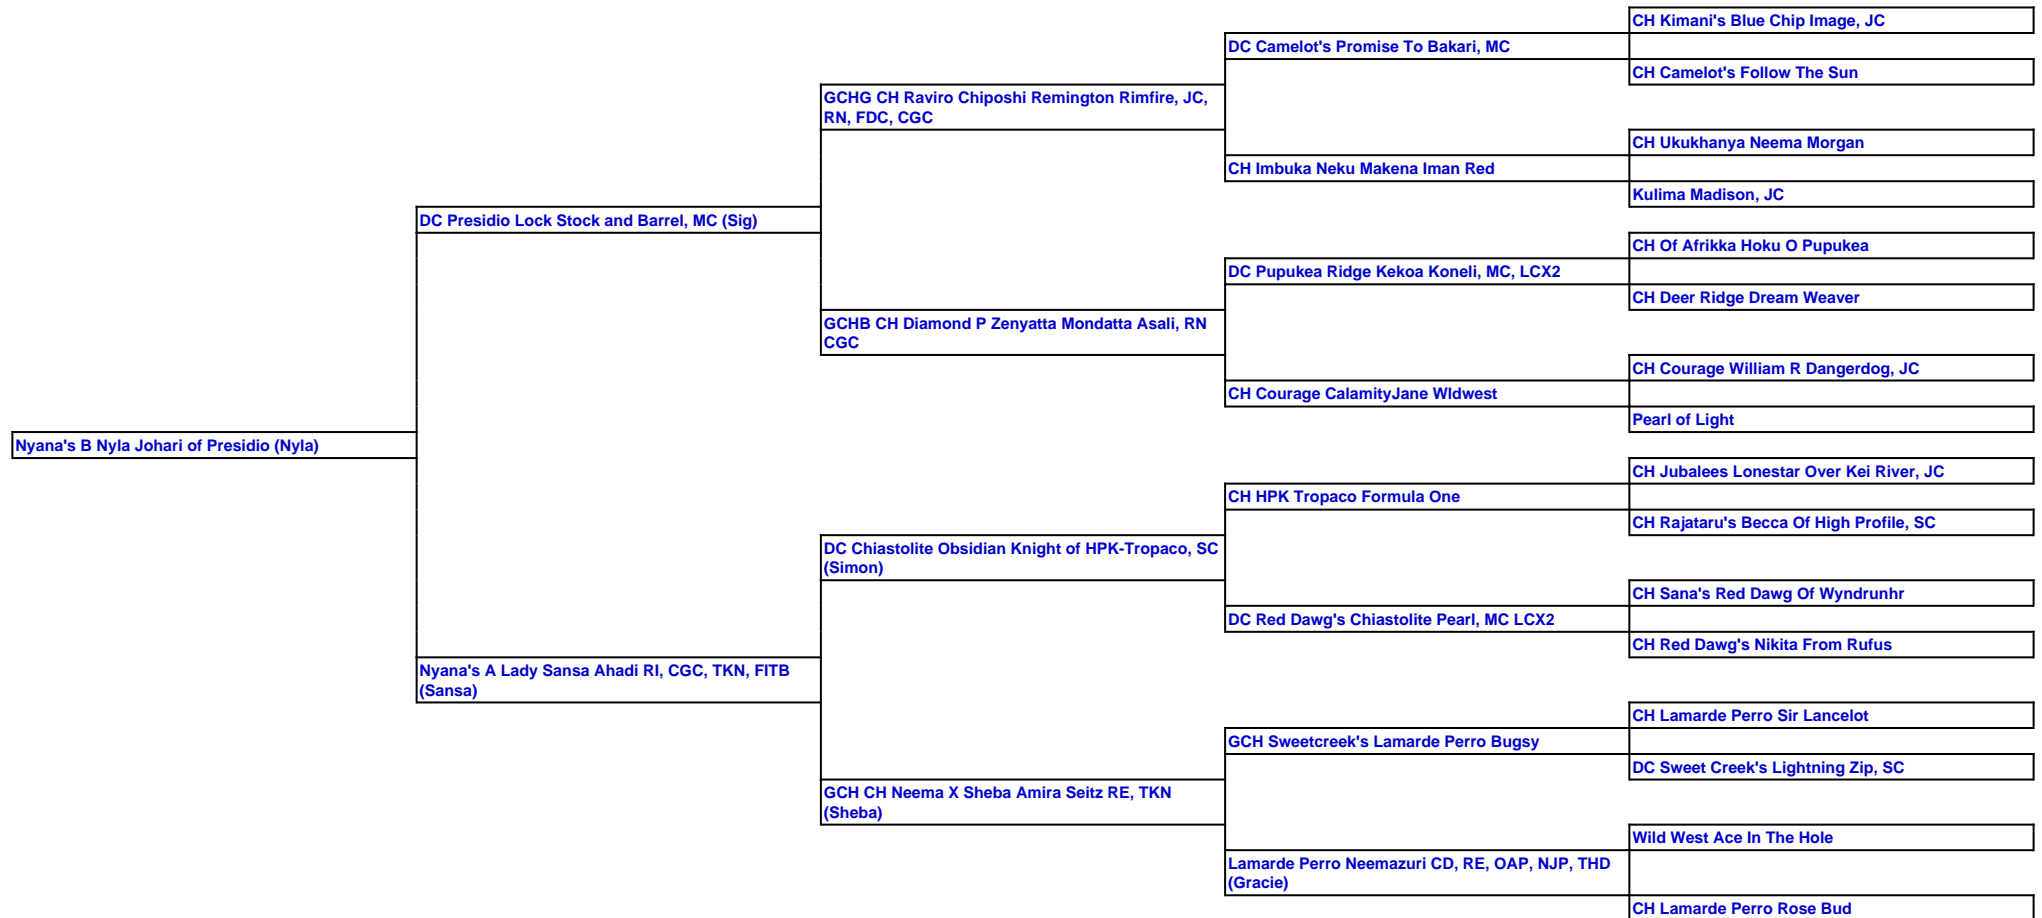 CH Kimani's Blue Chip Image, JC
DC Camelot's Promise To Bakari, MC
CH Camelot's Follow The Sun
GCHG CH Raviro Chiposhi Remington Rimfire, JC,
RN, FDC, CGC
CH Ukukhanya Neema Morgan
CH Imbuka Neku Makena Iman Red
Kulima Madison, JC
DC Presidio Lock Stock and Barrel, MC (Sig)
CH Of Afrikka Hoku O Pupukea
DC Pupukea Ridge Kekoa Koneli, MC, LCX2
CH Deer Ridge Dream Weaver
GCHB CH Diamond P Zenyatta Mondatta Asali, RN
CGC
CH Courage William R Dangerdog, JC
CH Courage CalamityJane Wldwest
Pearl of Light
Nyana's B Nyla Johari of Presidio (Nyla)
CH Jubalees Lonestar Over Kei River, JC
CH HPK Tropaco Formula One
CH Rajataru's Becca Of High Profile, SC
DC Chiastolite Obsidian Knight of HPK-Tropaco, SC
(Simon)
CH Sana's Red Dawg Of Wyndrunhr
DC Red Dawg's Chiastolite Pearl, MC LCX2
CH Red Dawg's Nikita From Rufus
Nyana's A Lady Sansa Ahadi RI, CGC, TKN, FITB
(Sansa)
CH Lamarde Perro Sir Lancelot
GCH Sweetcreek's Lamarde Perro Bugsy
DC Sweet Creek's Lightning Zip, SC
GCH CH Neema X Sheba Amira Seitz RE, TKN
(Sheba)
Wild West Ace In The Hole
Lamarde Perro Neemazuri CD, RE, OAP, NJP, THD
(Gracie)
CH Lamarde Perro Rose Bud